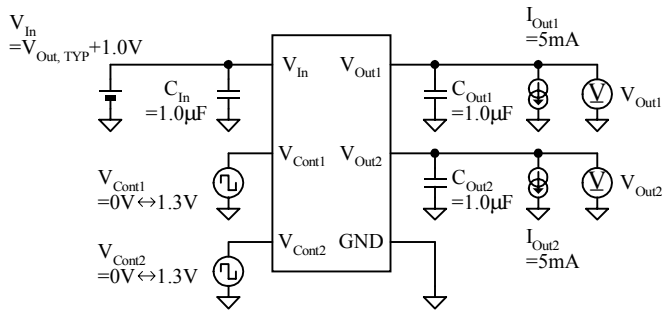 V_In
=V_Out, TYP+1.0V
C_In
=1.0μF
V_Cont1
=0V↔1.3V
V_Cont2
=0V↔1.3V
V_In
V_Cont1
V_Cont2
V_Out1
V_Out2
GND
C_Out1
=1.0μF
I_Out1
=5mA
V
V_Out1
C_Out2
=1.0μF
I_Out2
=5mA
V
V_Out2